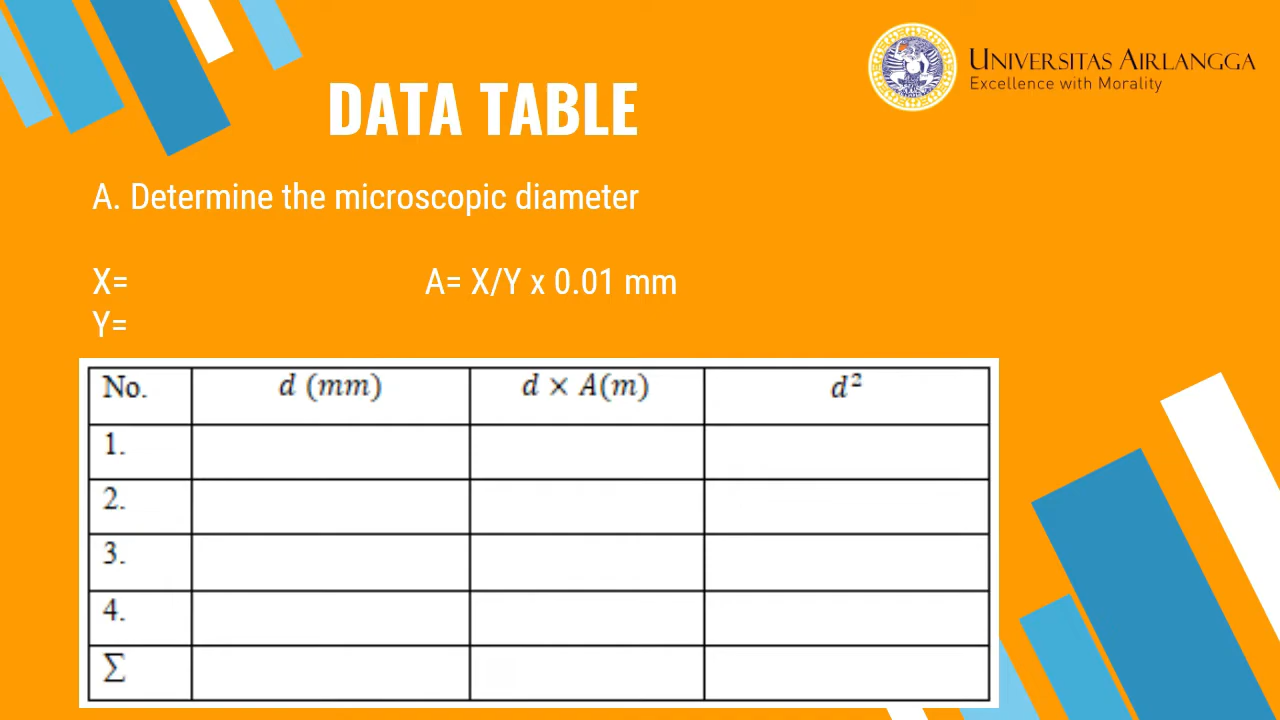 UNIVERSITAS AIRLANGGA
Excellence with Morality
DATA TABLE
A. Determine the microscopic diameter
X= A= X/Y x 0.01 mm
Y=
No. d (mm) d × A(m) d²
1.
2.
3.
4.
∑